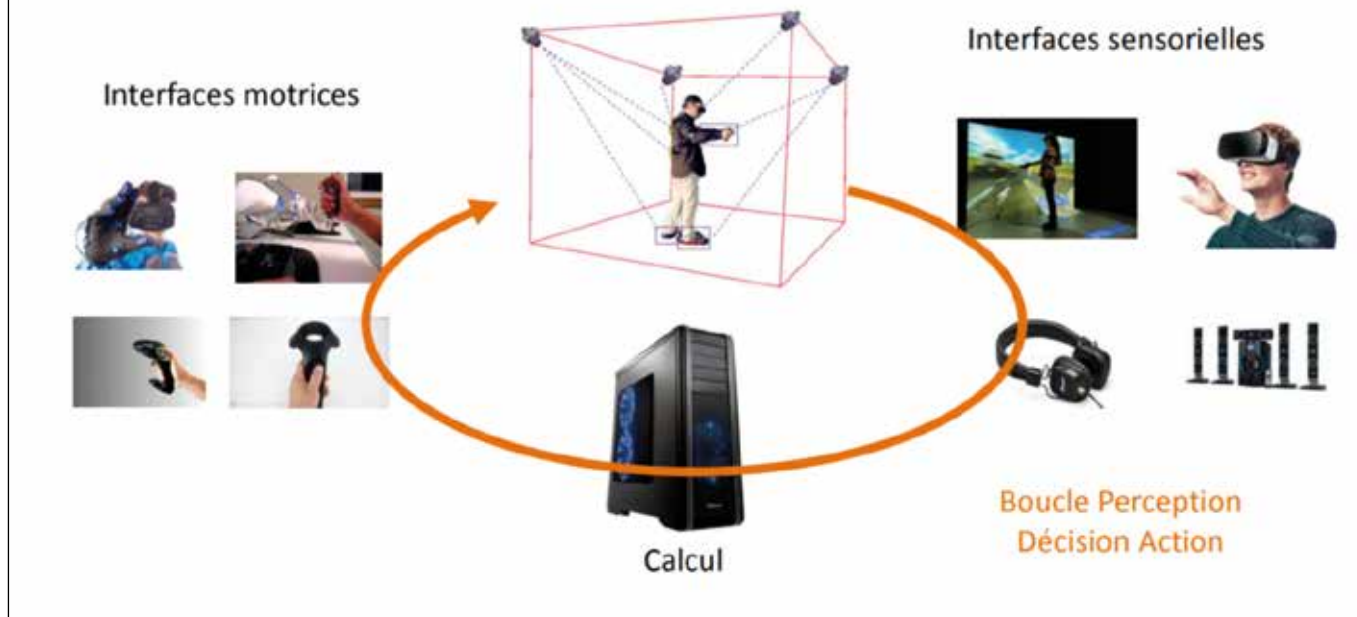 Interfaces motrices
Interfaces sensorielles
Calcul
Boucle Perception
Décision Action